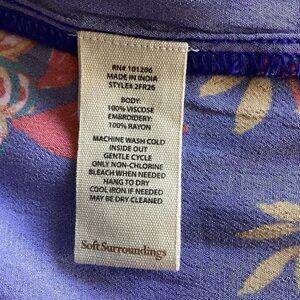 RN# 101206
MADE IN INDIA
STYLE# 2FR26
BODY:
100% VISCOSE
EMBROIDERY:
100% RAYON
MACHINE WASH COLD
INSIDE OUT
GENTLE CYCLE
ONLY NON-CHLORINE
BLEACH WHEN NEEDED
HANG TO DRY
COOL IRON IF NEEDED
MAY BE DRY CLEANED
Soft Surroundings